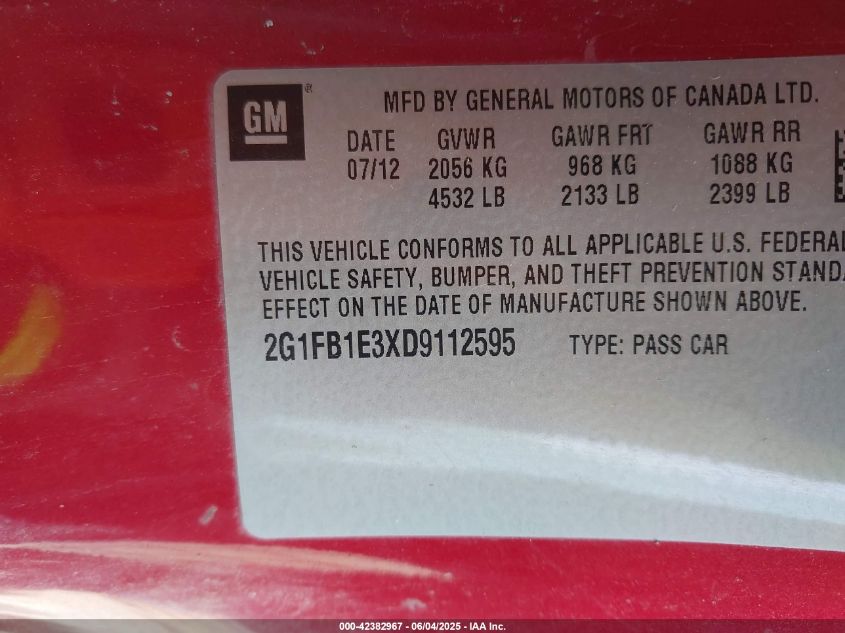 GM ®
MFD BY GENERAL MOTORS OF CANADA LTD.
DATE GVWR GAWR FRT GAWR RR
07/12 2056 KG 968 KG 1088 KG
4532 LB 2133 LB 2399 LB
THIS VEHICLE CONFORMS TO ALL APPLICABLE U.S. FEDERAL
VEHICLE SAFETY, BUMPER, AND THEFT PREVENTION STANDA
EFFECT ON THE DATE OF MANUFACTURE SHOWN ABOVE.
2G1FB1E3XD9112595 TYPE: PASS CAR
000-42382967 - 06/04/2025 - IAA Inc.